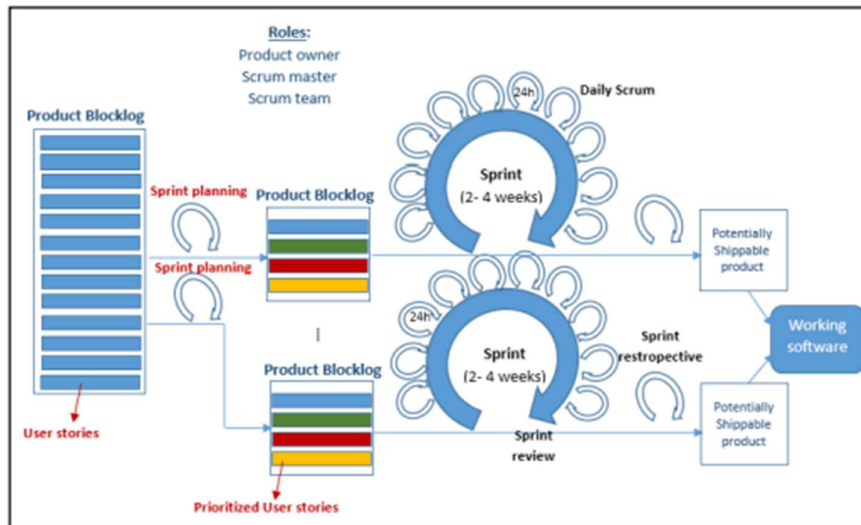 Roles:
Product owner
Scrum master
Scrum team
Product Blocklog
Sprint planning
Sprint planning
User stories
Product Blocklog
Product Blocklog
Prioritized User stories
24h
Daily Scrum
Sprint
(2- 4 weeks)
24h
Sprint
(2- 4 weeks)
Sprint
review
Sprint
restropective
Potentially
Shippable
product
Potentially
Shippable
product
Working
software